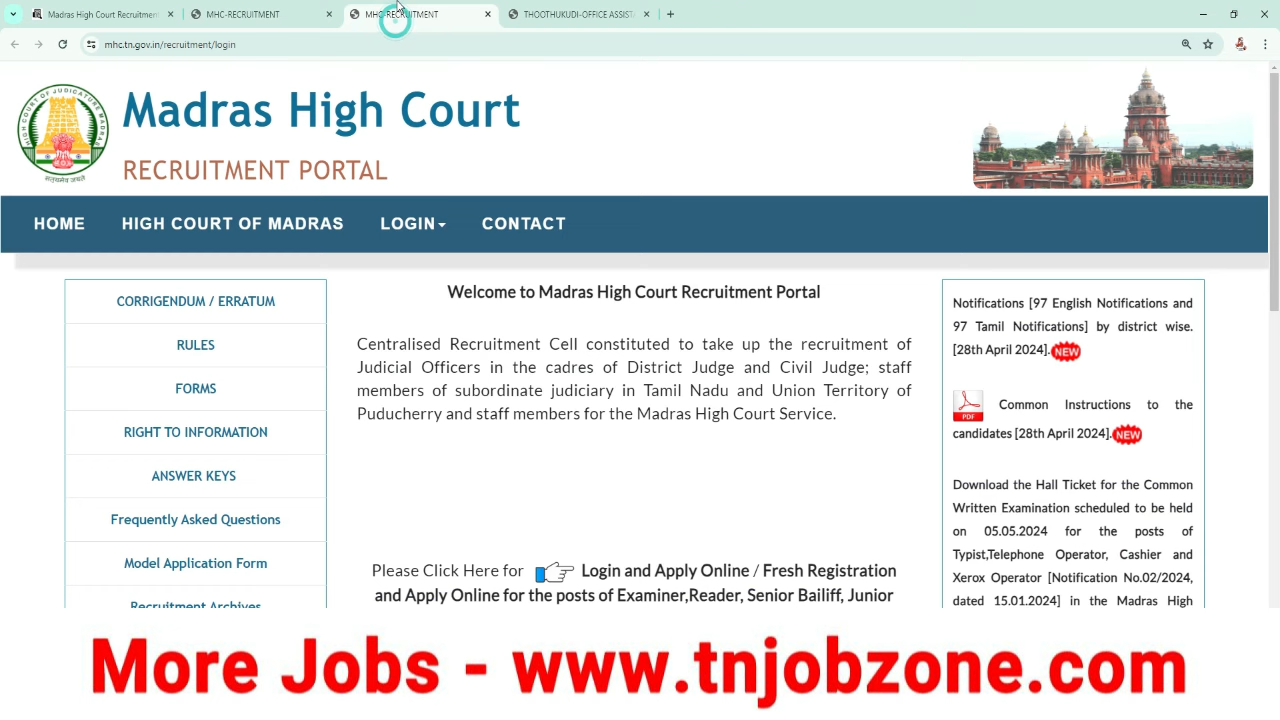 Madras High Court Recruitment
MHC-RECRUITMENT
MHC-RECRUITMENT
THOOTHUKUDI-OFFICE ASSIST
mhc.tn.gov.in/recruitment/login
Madras High Court
RECRUITMENT PORTAL
HOME
HIGH COURT OF MADRAS
LOGIN
CONTACT
CORRIGENDUM / ERRATUM
RULES
FORMS
RIGHT TO INFORMATION
ANSWER KEYS
Frequently Asked Questions
Model Application Form
Recruitment Archives
Welcome to Madras High Court Recruitment Portal
Centralised Recruitment Cell constituted to take up the recruitment of
Judicial Officers in the cadres of District Judge and Civil Judge; staff
members of subordinate judiciary in Tamil Nadu and Union Territory of
Puducherry and staff members for the Madras High Court Service.
Please Click Here for Login and Apply Online / Fresh Registration
and Apply Online for the posts of Examiner,Reader, Senior Bailiff, Junior
Notifications [97 English Notifications and
97 Tamil Notifications] by district wise.
[28th April 2024]. NEW
PDF Common Instructions to the
candidates [28th April 2024]. NEW
Download the Hall Ticket for the Common
Written Examination scheduled to be held
on 05.05.2024 for the posts of
Typist,Telephone Operator, Cashier and
Xerox Operator [Notification No.02/2024,
dated 15.01.2024] in the Madras High
More Jobs - www.tnjobzone.com